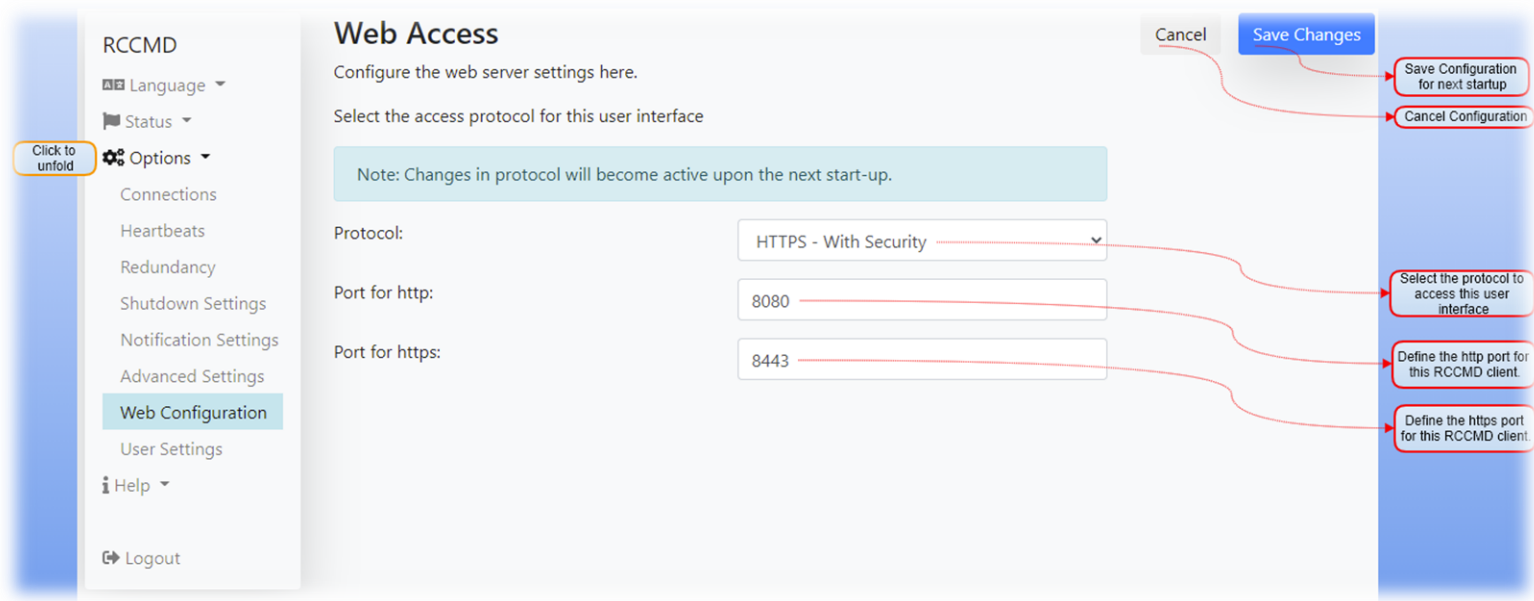 RCCMD
Language
Status
Click to
unfold
Options
Connections
Heartbeats
Redundancy
Shutdown Settings
Notification Settings
Advanced Settings
Web Configuration
User Settings
Help
Logout
Web Access
Cancel
Save Changes
Configure the web server settings here.
Select the access protocol for this user interface
Note: Changes in protocol will become active upon the next start-up.
Protocol:
HTTPS - With Security
Port for http:
8080
Port for https:
8443
Save Configuration
for next startup
Cancel Configuration
Select the protocol to
access this user
interface
Define the http port for
this RCCMD client.
Define the https port
for this RCCMD client.